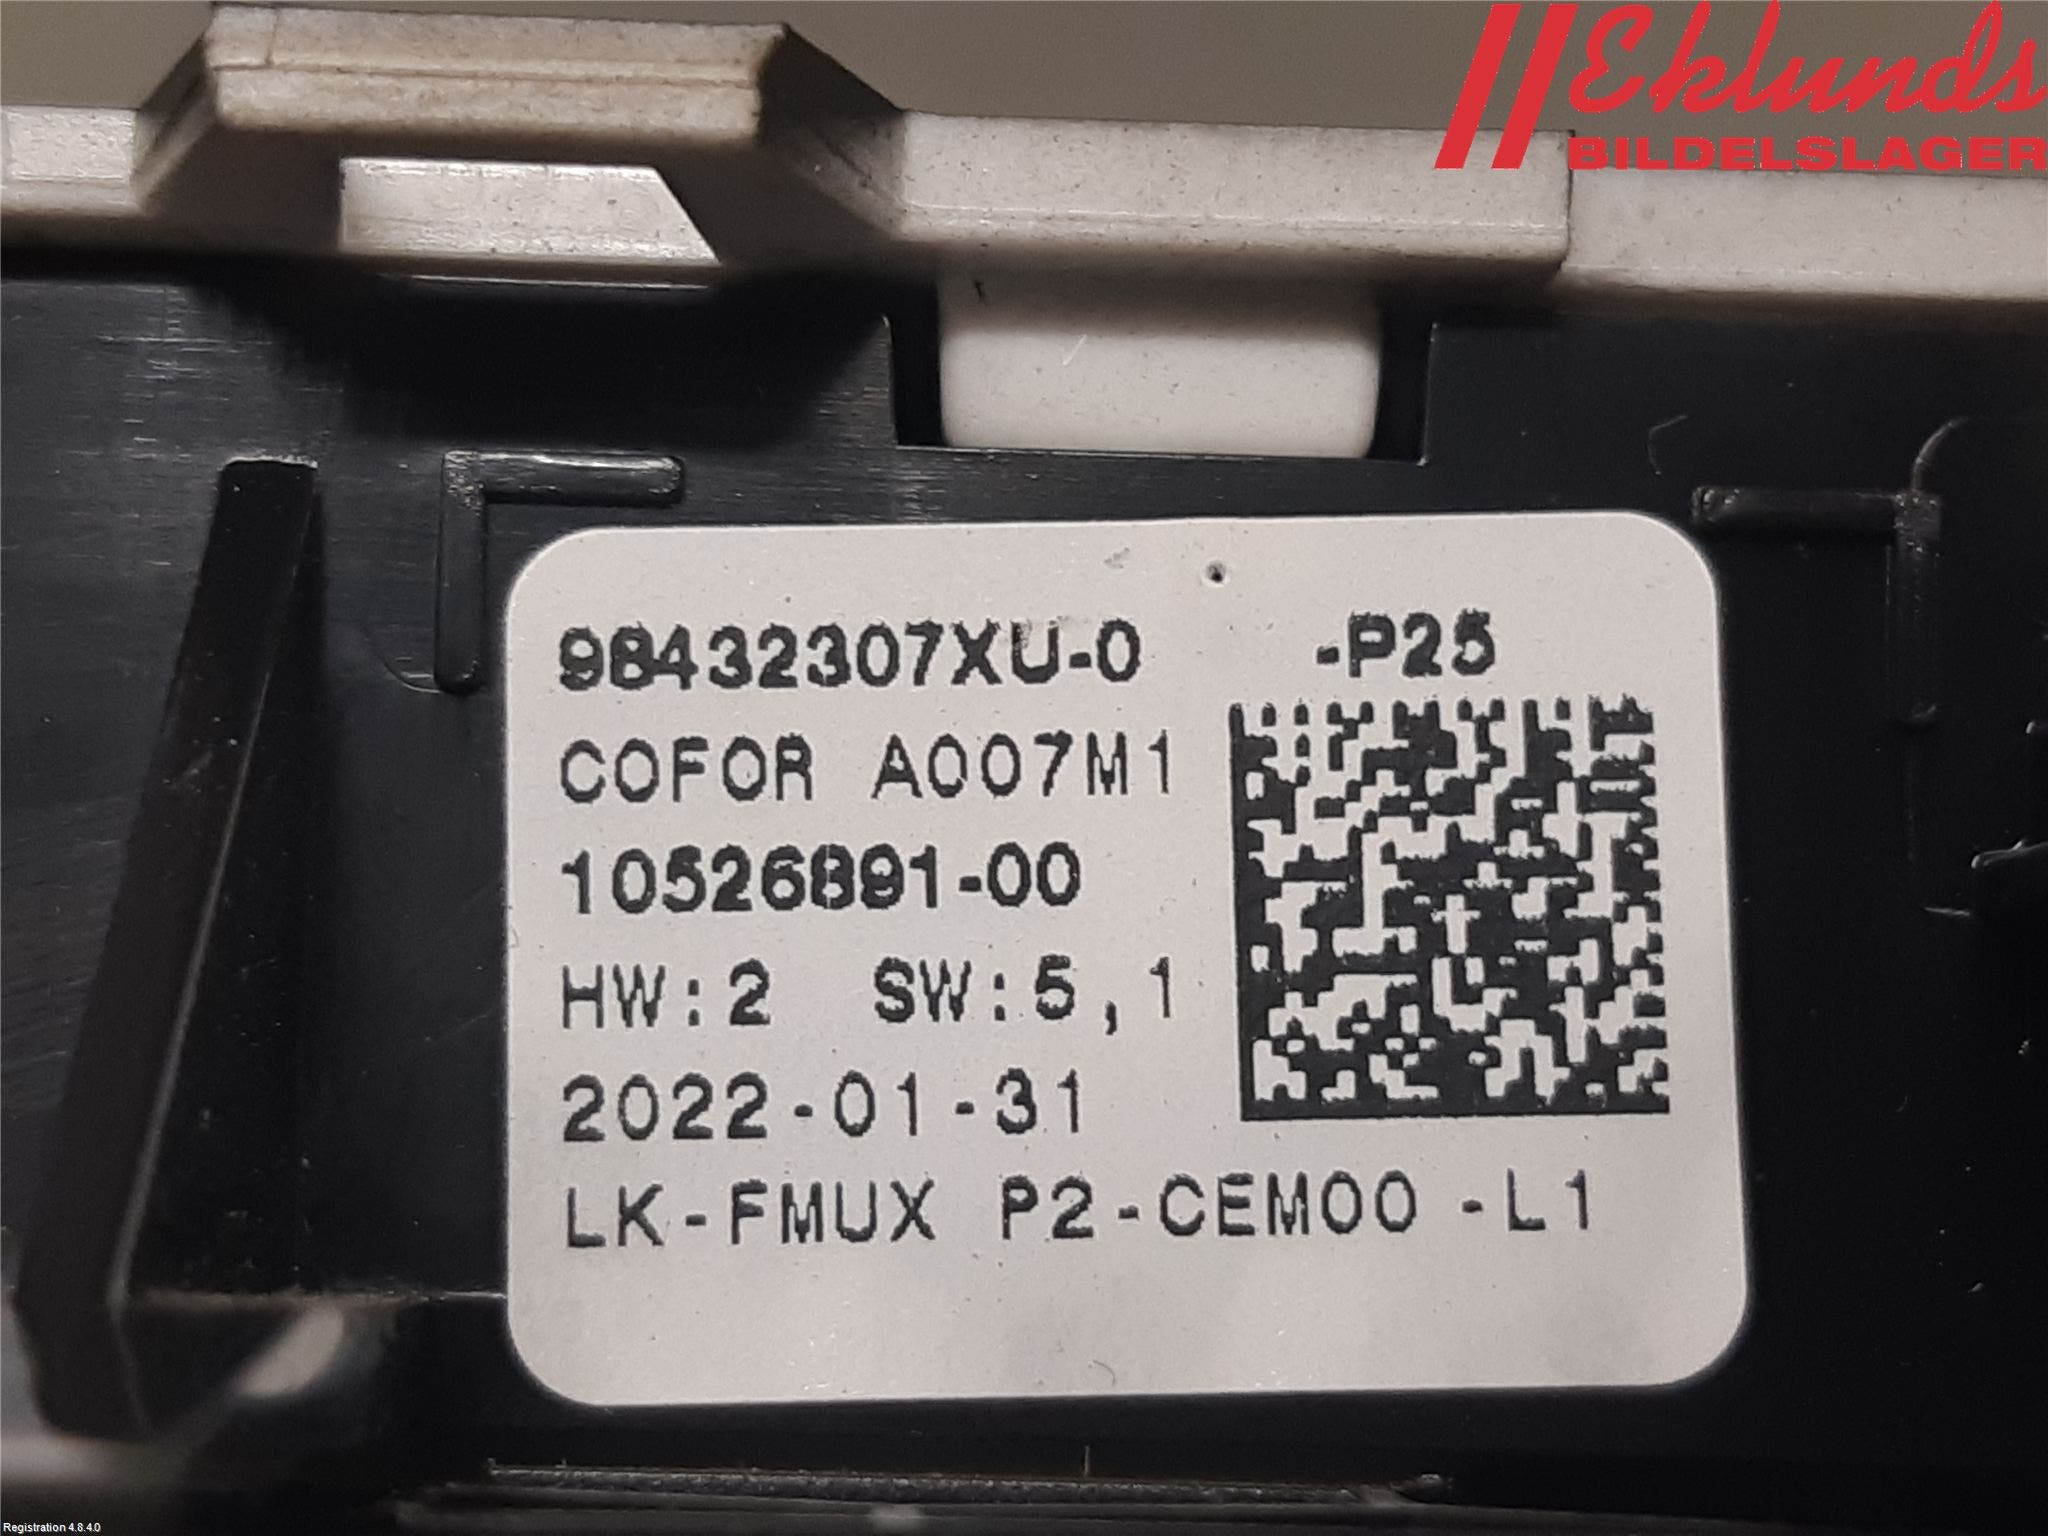 Eklunds
BILDELSLAGER
98432307XU-0 -P25
COFOR A007M1
10526891-00
HW:2 SW:5,1
2022-01-31
LK-FMUX P2-CEM00 -L1
Registration 4.8.4.0